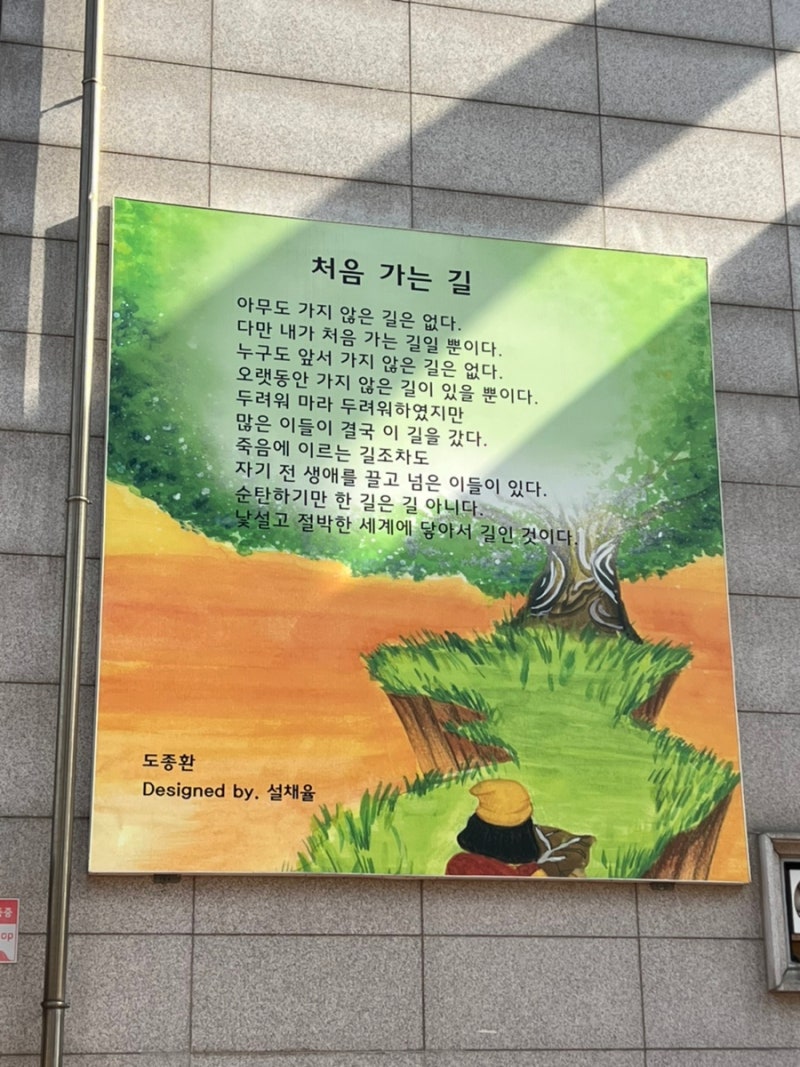 처음 가는 길
아무도 가지 않은 길은 없다.
다만 내가 처음 가는 길일 뿐이다.
누구도 앞서 가지 않은 길은 없다.
오랫동안 가지 않은 길이 있을 뿐이다.
두려워 마라 두려워하였지만
많은 이들이 결국 이 길을 갔다.
죽음에 이르는 길조차도
자기 전 생애를 끌고 넘은 이들이 있다.
순탄하기만 한 길은 길 아니다.
낯설고 절박한 세계에 닿아서 길인 것이다.
도종환
Designed by. 설채율